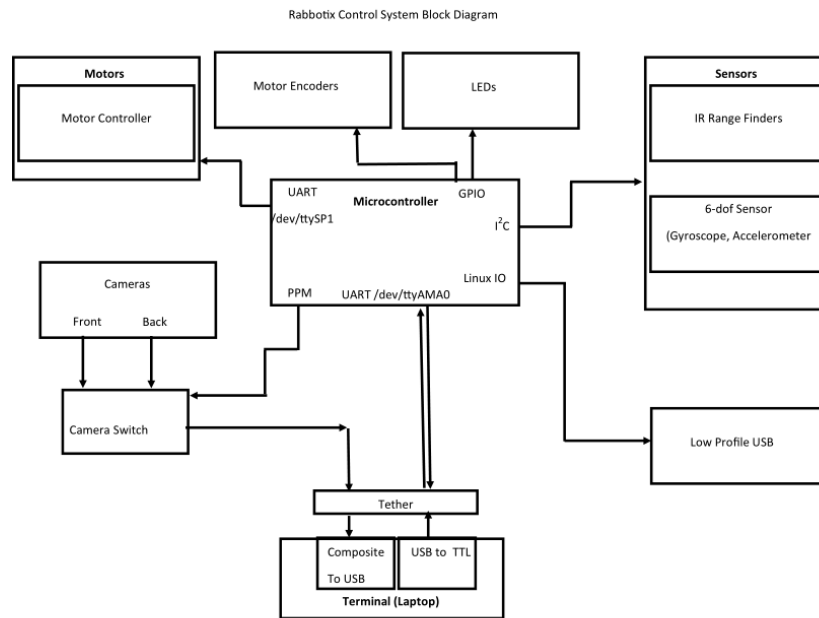 Rabbotix Control System Block Diagram
Motors
Motor Controller
Motor Encoders
LEDs
Sensors
IR Range Finders
6-dof Sensor
(Gyroscope, Accelerometer
UART
/dev/ttySP1
Microcontroller
GPIO
I²C
Linux IO
PPM
UART /dev/ttyAMA0
Cameras
Front
Back
Camera Switch
Low Profile USB
Tether
Composite
To USB
USB to TTL
Terminal (Laptop)